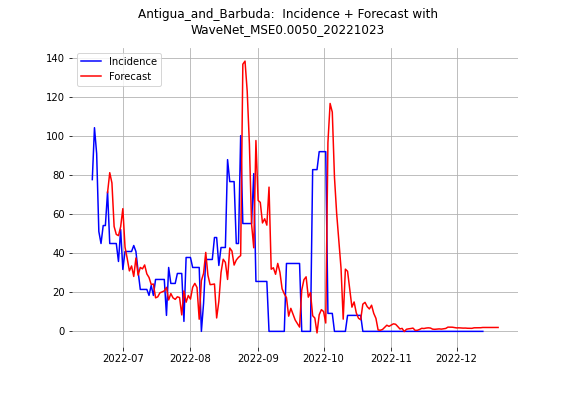 Antigua_and_Barbuda:  Incidence + Forecast with
WaveNet_MSE0.0050_20221023
Incidence
Forecast
140
120
100
80
60
40
20
0
2022-07 2022-08 2022-09 2022-10 2022-11 2022-12